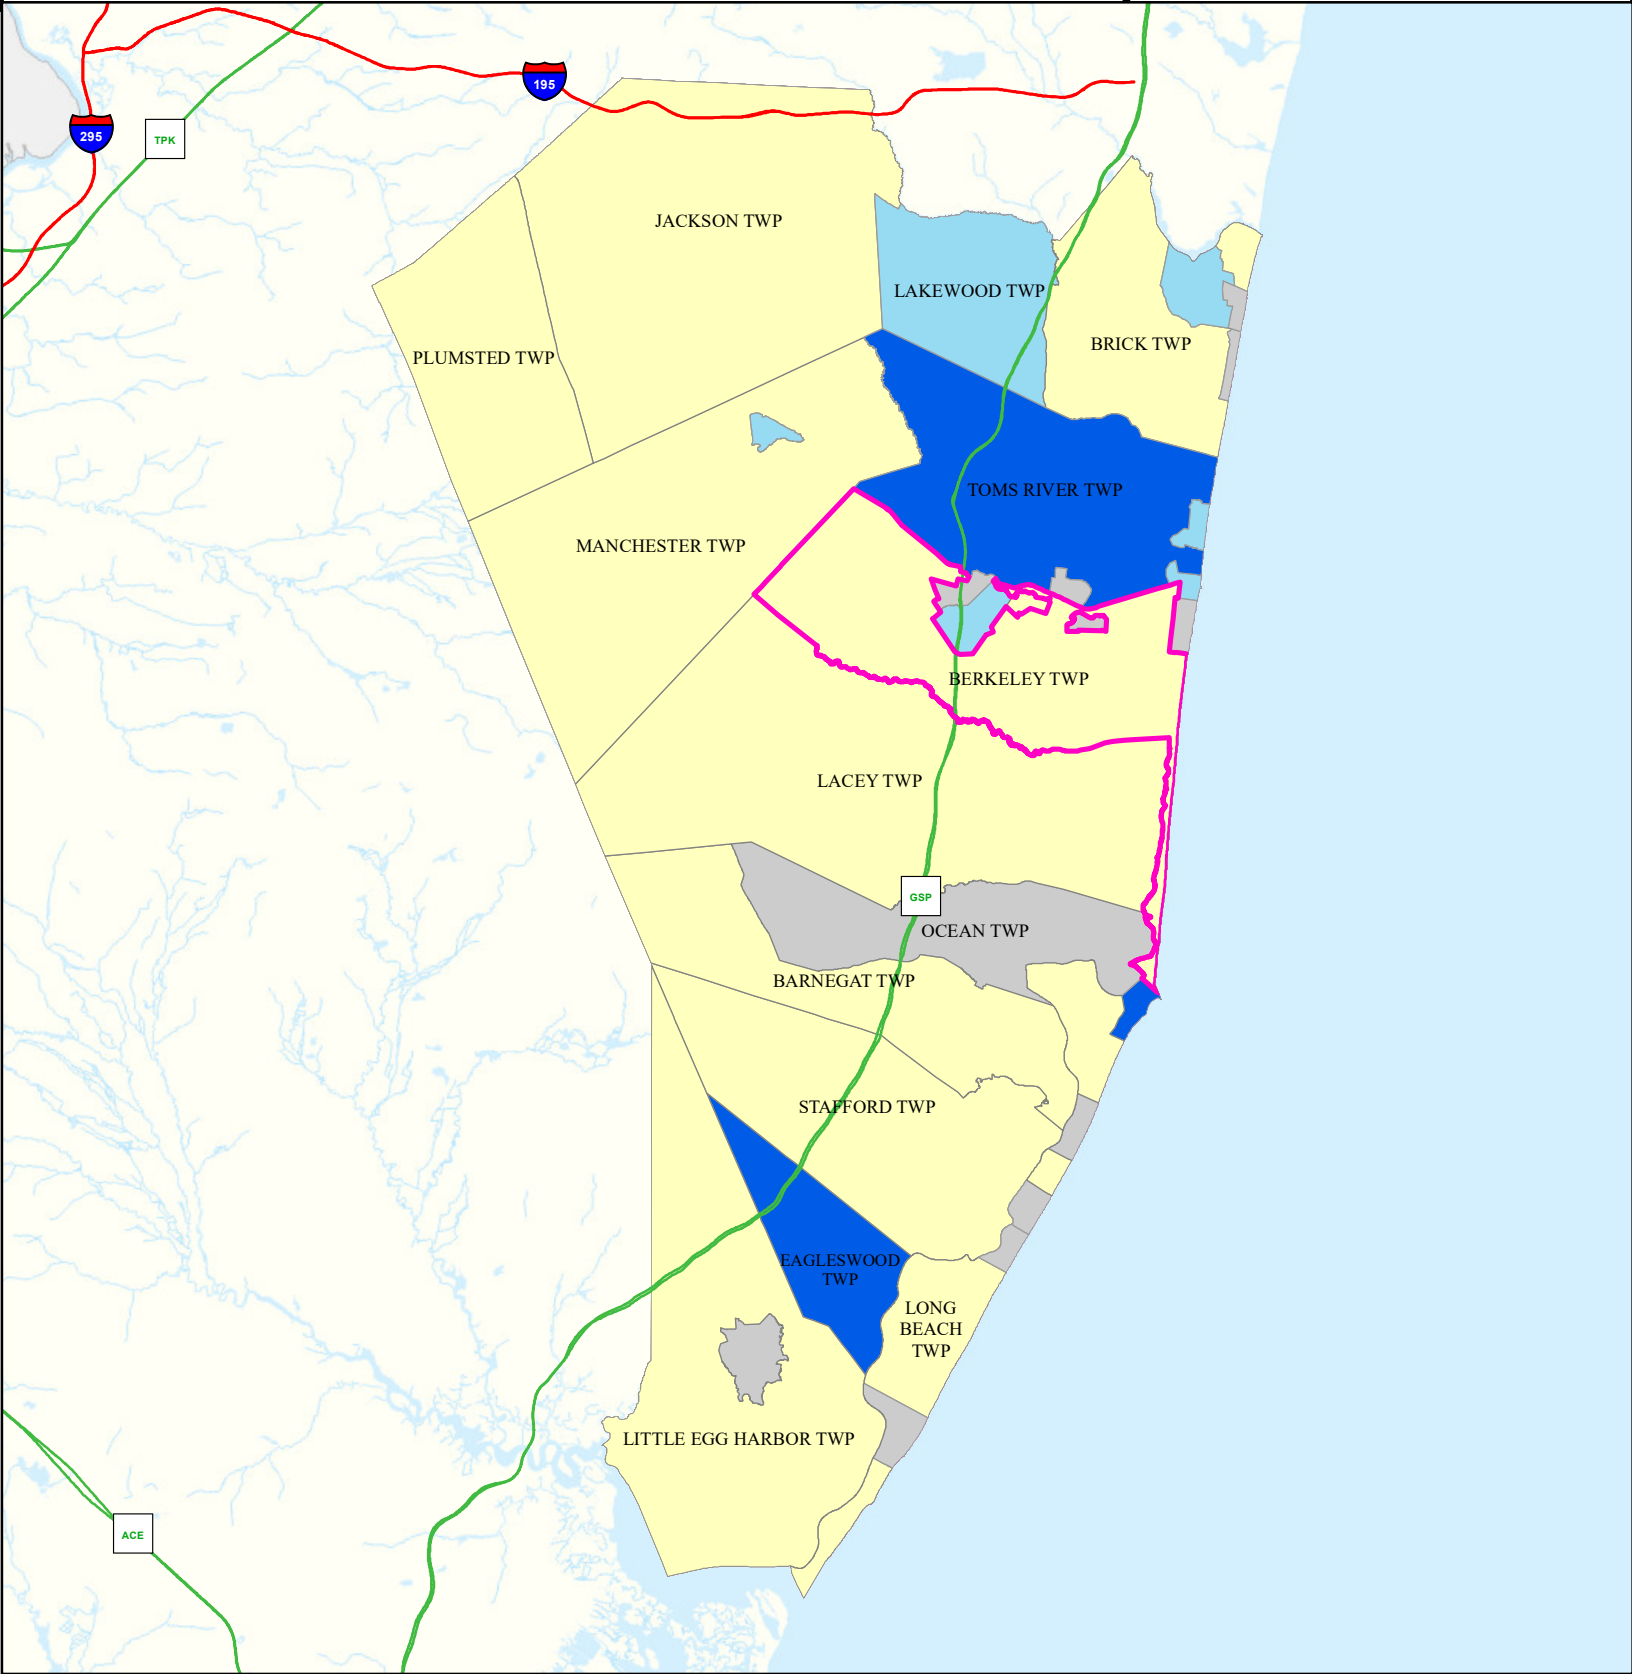 195
295
TPK
JACKSON TWP
LAKEWOOD TWP
BRICK TWP
PLUMSTED TWP
TOMS RIVER TWP
MANCHESTER TWP
BERKELEY TWP
LACEY TWP
GSP
OCEAN TWP
BARNEGAT TWP
STAFFORD TWP
EAGLESWOOD
TWP
LONG
BEACH
TWP
LITTLE EGG HARBOR TWP
ACE